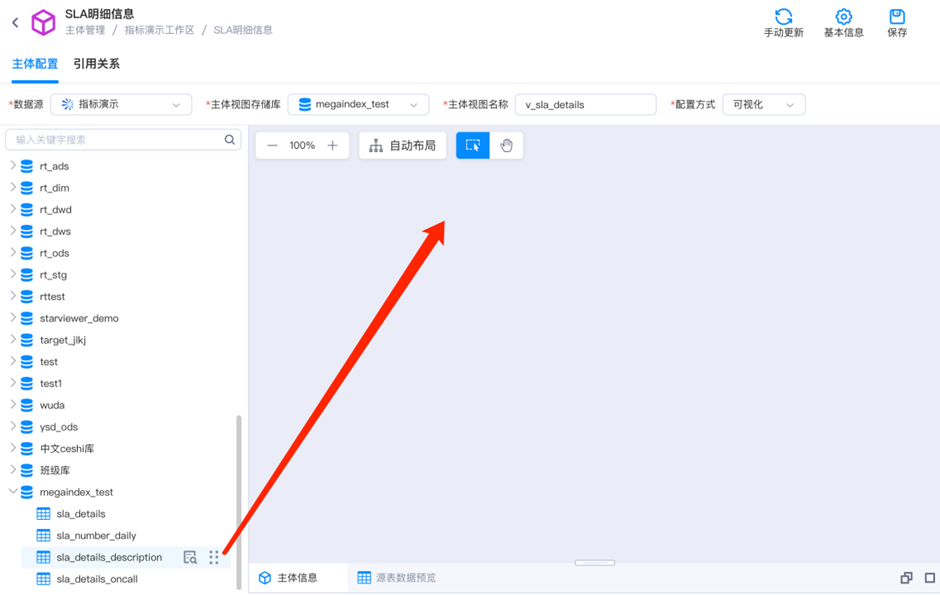 SLA明细信息
主体管理 / 指标演示工作区 / SLA明细信息
手动更新 基本信息 保存
主体配置 引用关系
*数据源 指标演示 *主体视图存储库 megaindex_test *主体视图名称 v_sla_details *配置方式 可视化
输入关键字搜索
100% 自动布局
rt_ads
rt_dim
rt_dwd
rt_dws
rt_ods
rt_stg
rttest
starviewer_demo
target_jlkj
test
test1
wuda
ysd_ods
中文ceshi库
班级库
megaindex_test
sla_details
sla_number_daily
sla_details_description
sla_details_oncall
主体信息 源表数据预览